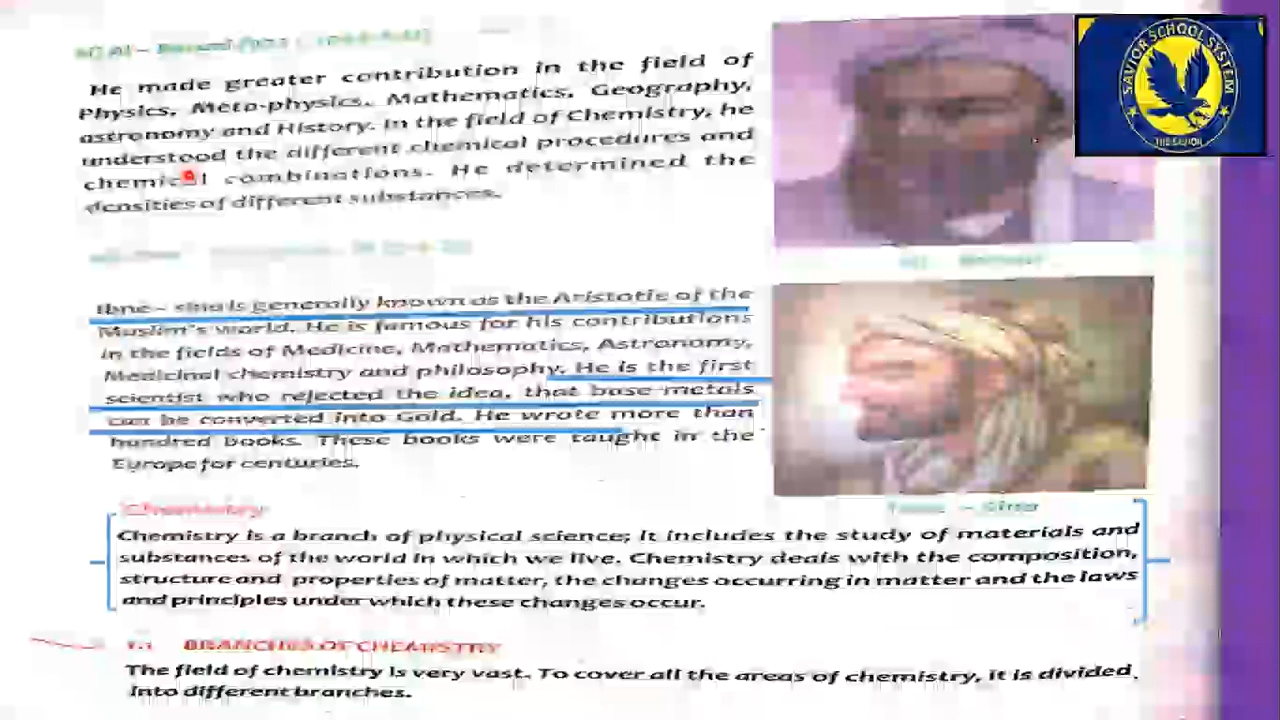 Al – Beruni
He made greater contribution in the field of
Physics, Meta-physics, Mathematics, Geography,
astronomy and History. In the field of Chemistry, he
understood the different chemical procedures and
chemical combinations. He determined the
densities of different substances.
Ibne – sina is generally known as the Aristotle of the
Muslim's world. He is famous for his contributions
in the fields of Medicine, Mathematics, Astronomy,
Medicinal chemistry and philosophy. He is the first
scientist who rejected the idea, that base metals
can be converted into Gold. He wrote more than
hundred books. These books were taught in the
Europe for centuries.
– Sina
Chemistry
Chemistry is a branch of physical science; it includes the study of materials and
substances of the world in which we live. Chemistry deals with the composition,
structure and properties of matter, the changes occurring in matter and the laws
and principles under which these changes occur.
1.1 BRANCHES OF CHEMISTRY
The field of chemistry is very vast. To cover all the areas of chemistry, it is divided
into different branches.
SAVIOR SCHOOL SYSTEM
THE SAVIOR